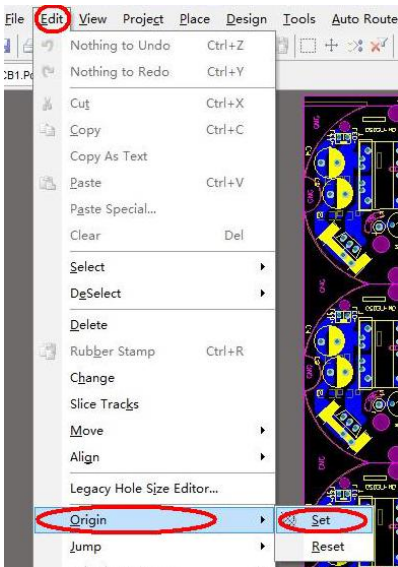 File Edit View Project Place Design Tools Auto Route
CB1.Pc
Nothing to Undo Ctrl+Z
Nothing to Redo Ctrl+Y
Cut Ctrl+X
Copy Ctrl+C
Copy As Text
Paste Ctrl+V
Paste Special...
Clear Del
Select
DeSelect
Delete
Rubber Stamp Ctrl+R
Change
Slice Tracks
Move
Align
Legacy Hole Size Editor...
Origin
Set
Jump
Reset